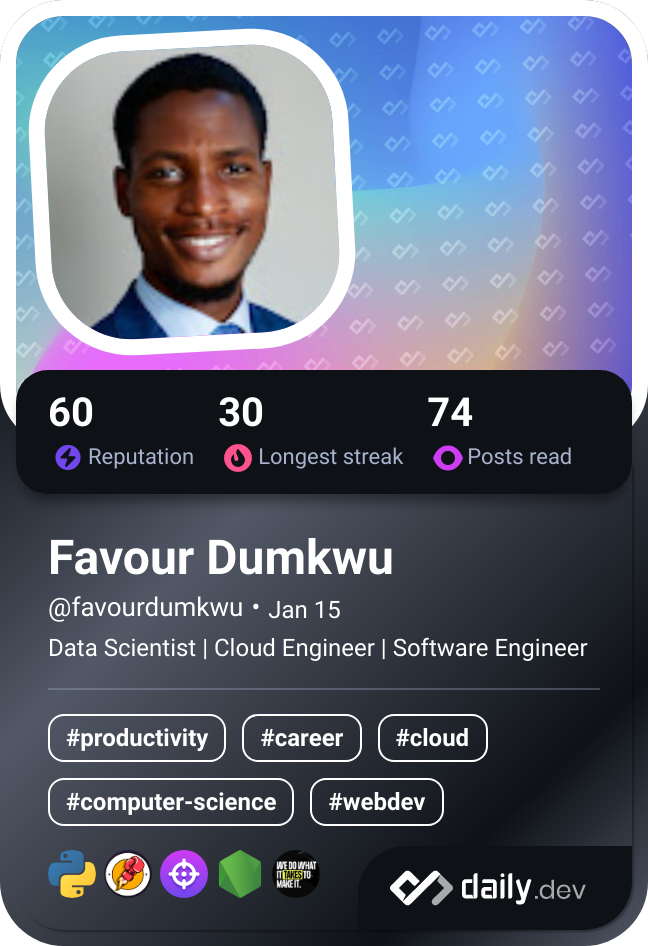 60 30 74
Reputation Longest streak Posts read
Favour Dumkwu
@favourdumkwu • Jan 15
Data Scientist | Cloud Engineer | Software Engineer
#productivity #career #cloud
#computer-science #webdev
WE DO WHAT
IT TAKES TO
MAKE IT.
daily.dev